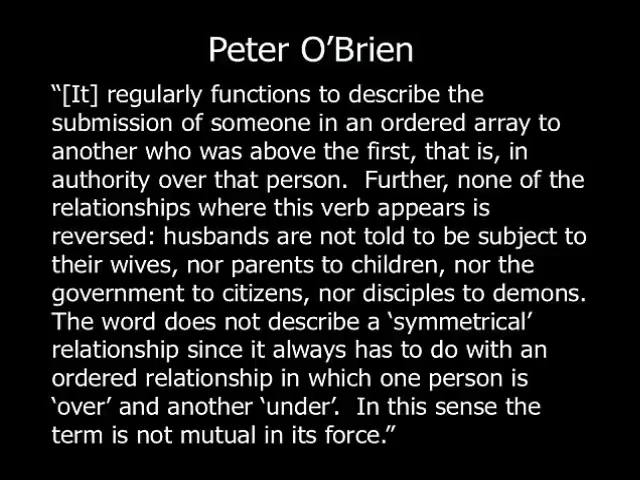 Peter O’Brien
“[It] regularly functions to describe the
submission of someone in an ordered array to
another who was above the first, that is, in
authority over that person.  Further, none of the
relationships where this verb appears is
reversed: husbands are not told to be subject to
their wives, nor parents to children, nor the
government to citizens, nor disciples to demons.
The word does not describe a ‘symmetrical’
relationship since it always has to do with an
ordered relationship in which one person is
‘over’ and another ‘under’.  In this sense the
term is not mutual in its force.”